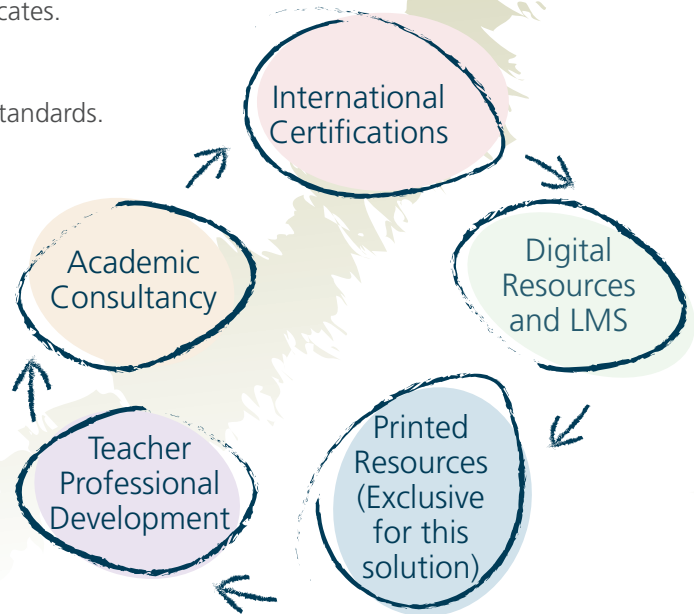 cates.
tandards.
International
Certifications
Digital
Resources
and LMS
Printed
Resources
(Exclusive
for this
solution)
Teacher
Professional
Development
Academic
Consultancy